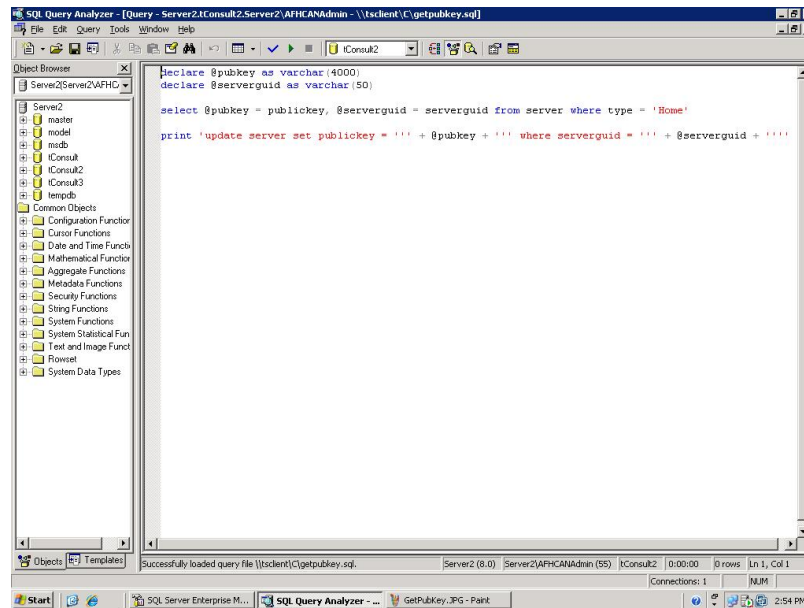 SQL Query Analyzer - [Query - Server2.tConsult2.Server2\AFHCANAdmin - \\tsclient\C\getpubkey.sql]
File Edit Query Tools Window Help
tConsult2
Object Browser
Server2(Server2\AFHC
Server2
master
model
msdb
tConsult
tConsult2
tConsult3
tempdb
Common Objects
Configuration Function
Cursor Functions
Date and Time Functi
Mathematical Function
Aggregate Functions
Metadata Functions
Security Functions
String Functions
System Functions
System Statistical Fun
Text and Image Funct
Rowset
System Data Types
Objects Templates
declare @pubkey as varchar(4000)
declare @serverguid as varchar(50)
select @pubkey = publickey, @serverguid = serverguid from server where type = 'Home'
print 'update server set publickey = ''' + @pubkey + ''' where serverguid = ''' + @serverguid + ''''
Successfully loaded query file \\tsclient\C\getpubkey.sql. Server2 (8.0) Server2\AFHCANAdmin (55) tConsult2 0:00:00 0 rows Ln 1, Col 1
Connections: 1 NUM
Start SQL Server Enterprise M... SQL Query Analyzer - ... GetPubKey.JPG - Paint 2:54 PM